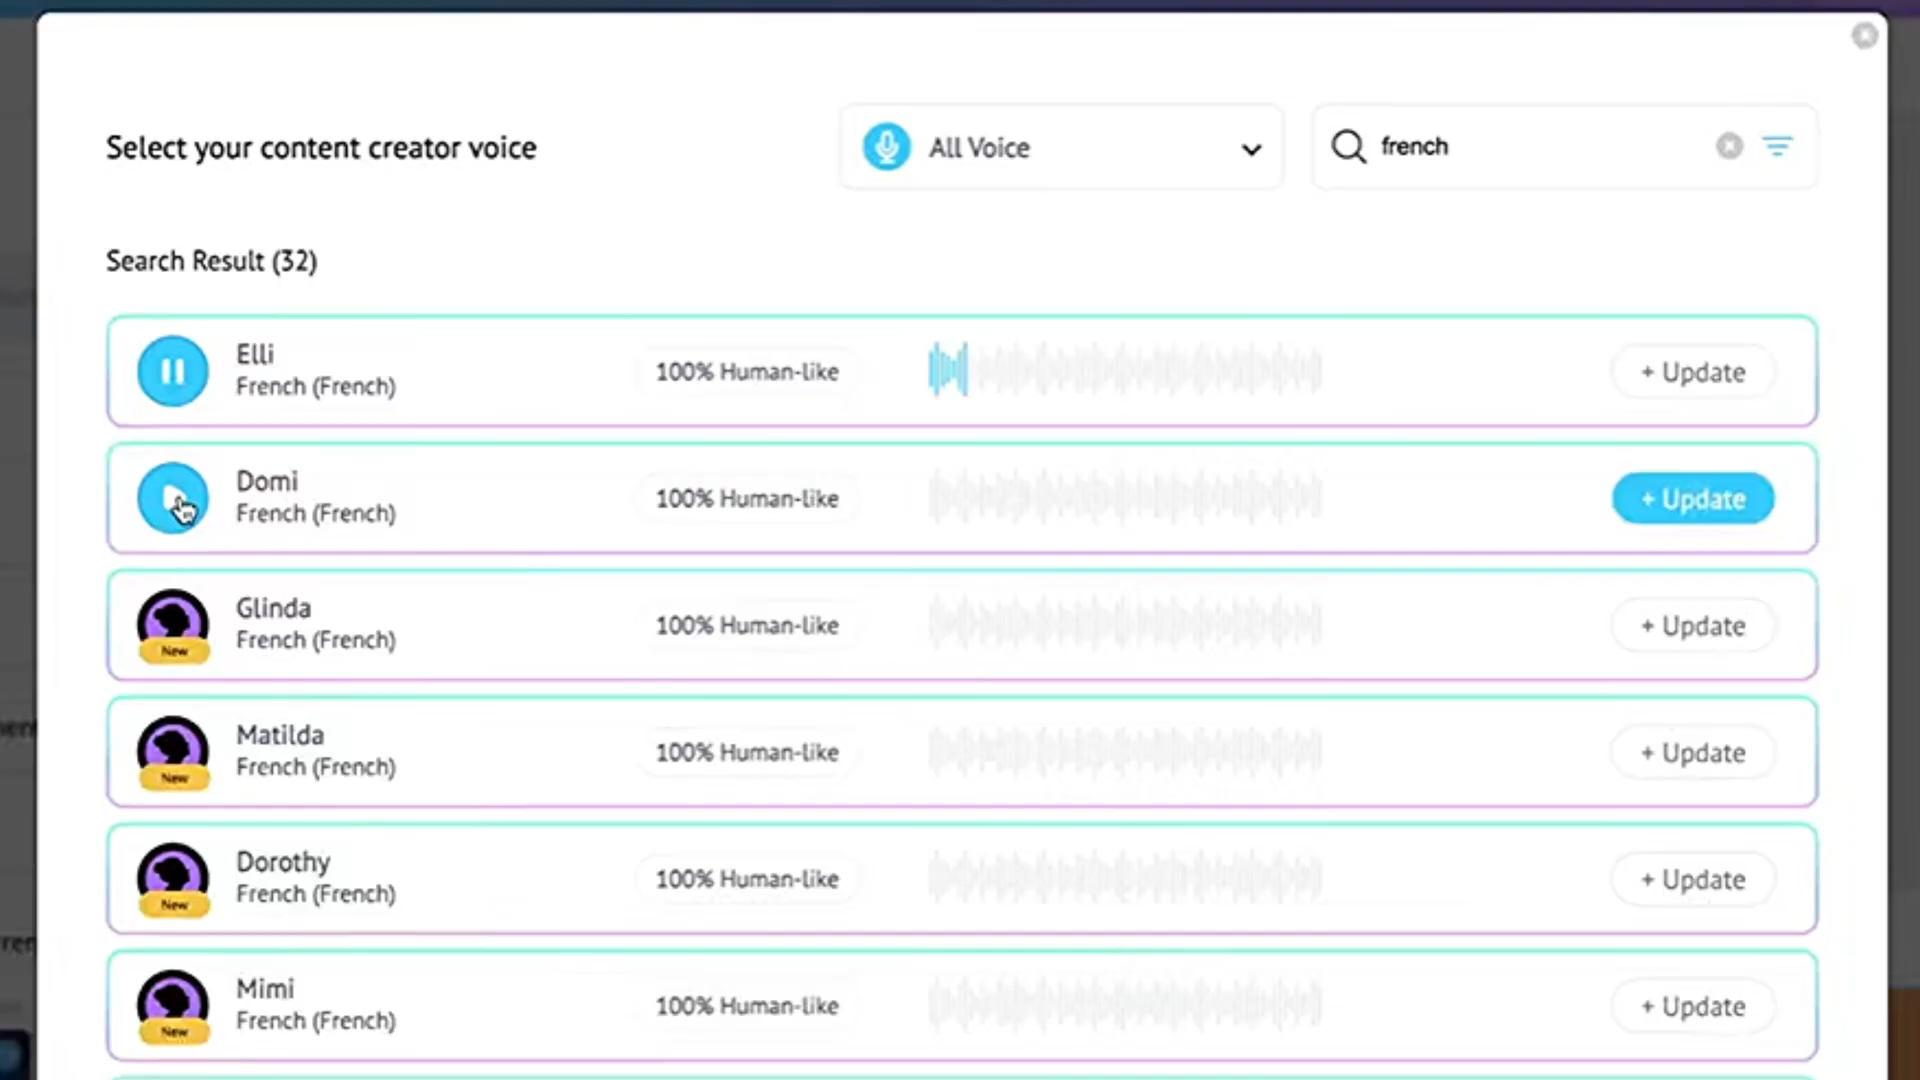 Select your content creator voice
All Voice
french
Search Result (32)
Elli
French (French)
100% Human-like
+ Update
Domi
French (French)
100% Human-like
+ Update
Glinda
French (French)
100% Human-like
+ Update
New
Matilda
French (French)
100% Human-like
+ Update
New
Dorothy
French (French)
100% Human-like
+ Update
New
Mimi
French (French)
100% Human-like
+ Update
New